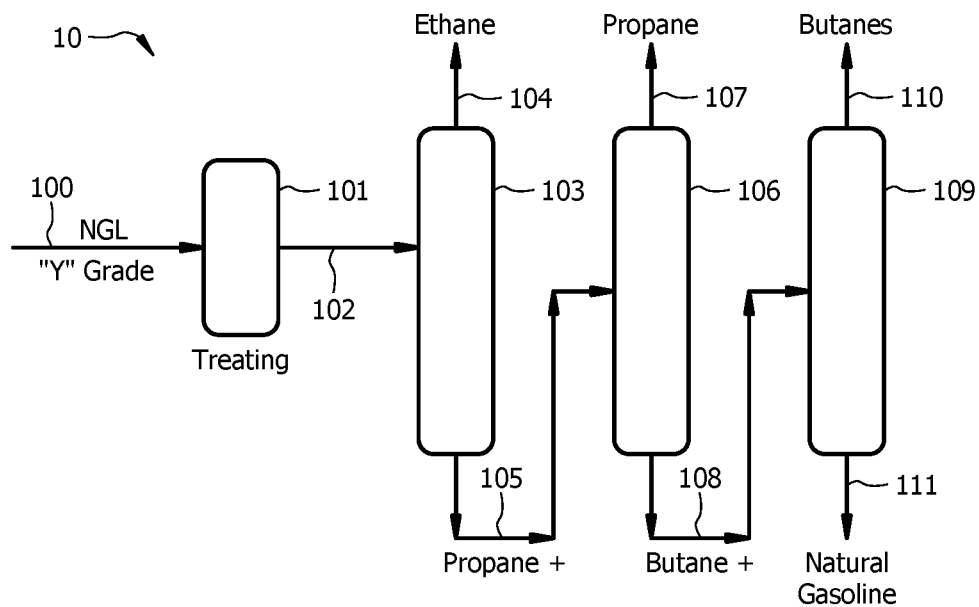 10
Ethane
Propane
Butanes
104
107
110
100
101
103
106
109
NGL
"Y" Grade
102
Treating
105
108
111
Propane +
Butane +
Natural
Gasoline